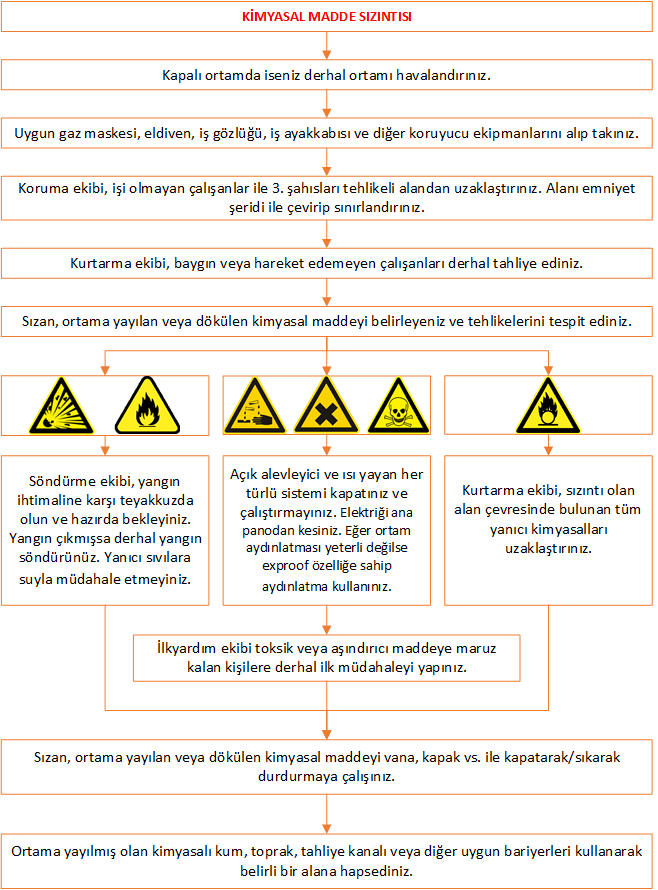 KİMYASAL MADDE SIZINTISI
Kapalı ortamda iseniz derhal ortamı havalandırınız.
Uygun gaz maskesi, eldiven, iş gözlüğü, iş ayakkabısı ve diğer koruyucu ekipmanlarını alıp takınız.
Koruma ekibi, işi olmayan çalışanlar ile 3. şahısları tehlikeli alandan uzaklaştırınız. Alanı emniyet
şeridi ile çevirip sınırlandırınız.
Kurtarma ekibi, baygın veya hareket edemeyen çalışanları derhal tahliye ediniz.
Sızan, ortama yayılan veya dökülen kimyasal maddeyi belirleyeniz ve tehlikelerini tespit ediniz.
Söndürme ekibi, yangın
ihtimaline karşı teyakkuzda
olun ve hazırda bekleyiniz.
Yangın çıkmışsa derhal yangın
söndürünüz. Yanıcı sıvılara
suyla müdahale etmeyiniz.
Açık alevleyici ve ısı yayan her
türlü sistemi kapatınız ve
çalıştırmayınız. Elektriği ana
panodan kesiniz. Eğer ortam
aydınlatması yeterli değilse
exproof özelliğe sahip
aydınlatma kullanınız.
Kurtarma ekibi, sızıntı olan
alan çevresinde bulunan tüm
yanıcı kimyasalları
uzaklaştırınız.
İlkyardım ekibi toksik veya aşındırıcı maddeye maruz
kalan kişilere derhal ilk müdahaleyi yapınız.
Sızan, ortama yayılan veya dökülen kimyasal maddeyi vana, kapak vs. ile kapatarak/sıkarak
durdurmaya çalışınız.
Ortama yayılmış olan kimyasalı kum, toprak, tahliye kanalı veya diğer uygun bariyerleri kullanarak
belirli bir alana hapsediniz.